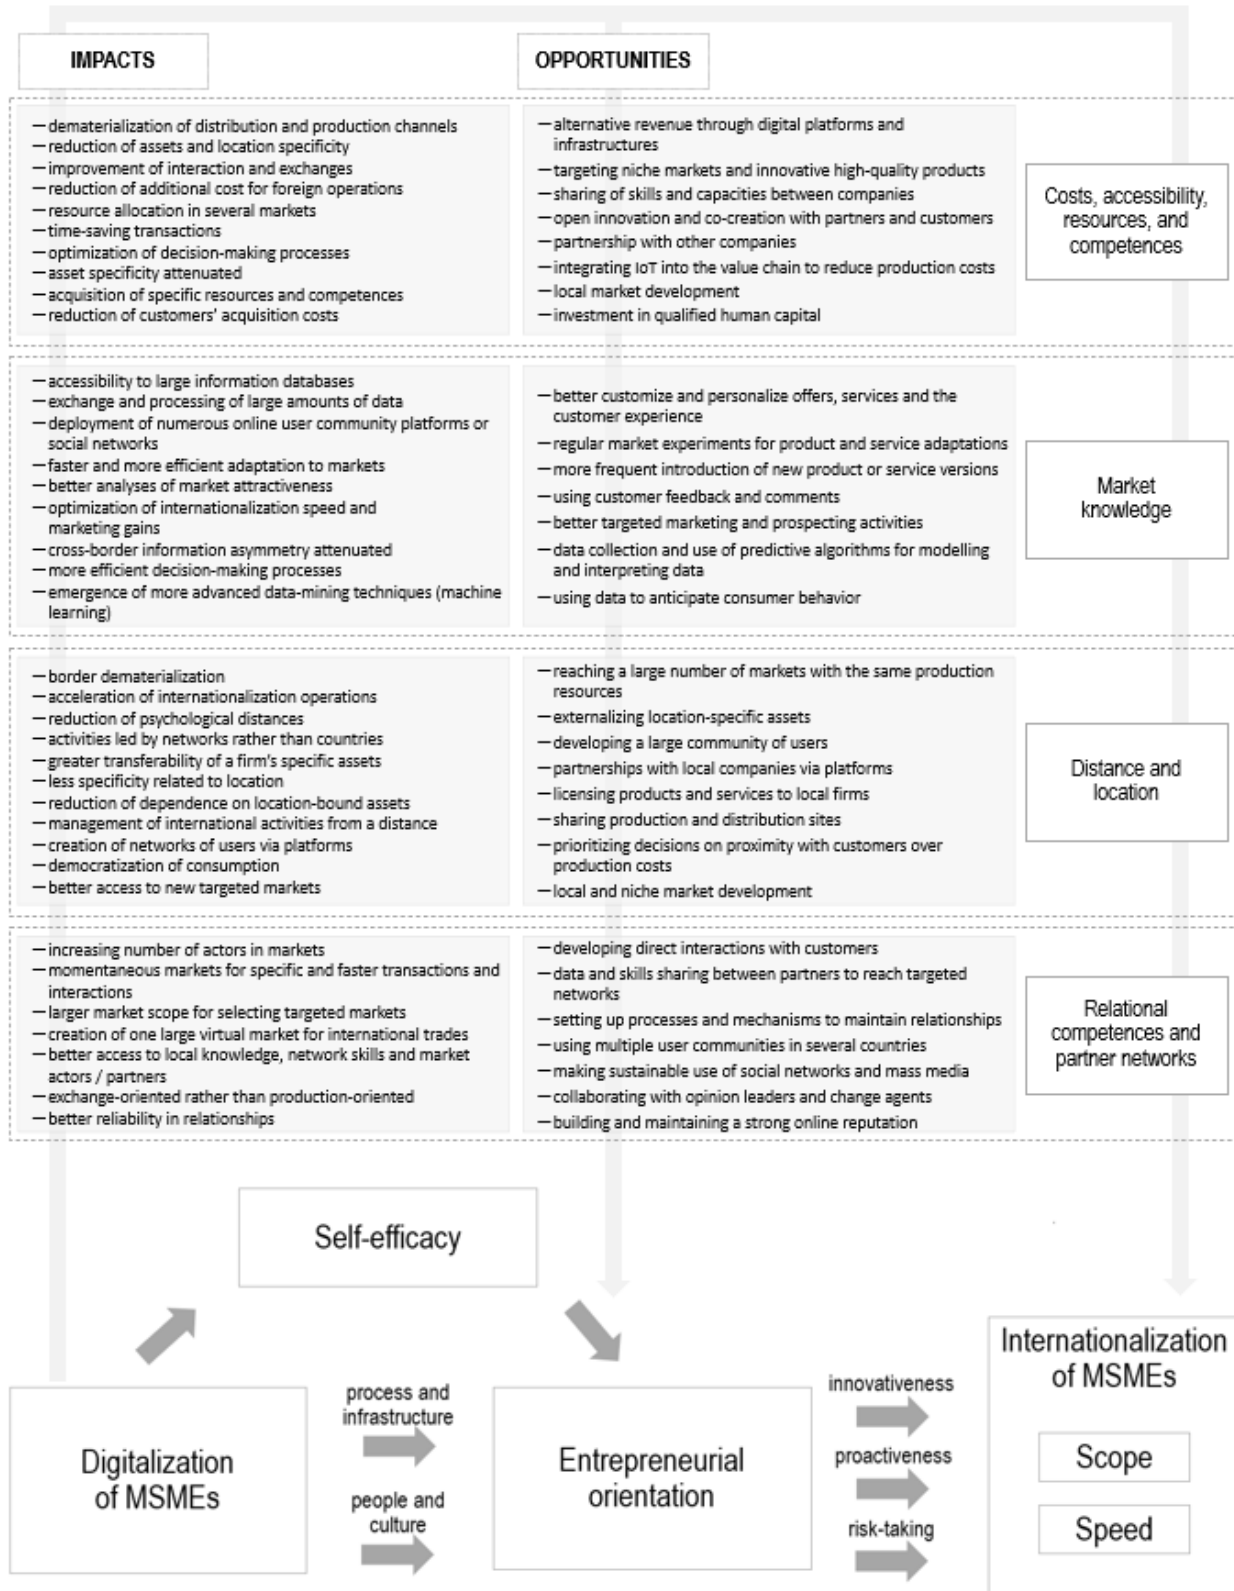 IMPACTS
OPPORTUNITIES
— dematerialization of distribution and production channels
— reduction of assets and location specificity
— improvement of interaction and exchanges
— reduction of additional cost for foreign operations
— resource allocation in several markets
— time-saving transactions
— optimization of decision-making processes
— asset specificity attenuated
— acquisition of specific resources and competences
— reduction of customers' acquisition costs
— alternative revenue through digital platforms and
infrastructures
— targeting niche markets and innovative high-quality products
— sharing of skills and capacities between companies
— open innovation and co-creation with partners and customers
— partnership with other companies
— integrating IoT into the value chain to reduce production costs
— local market development
— investment in qualified human capital
Costs, accessibility,
resources, and
competences
— accessibility to large information databases
— exchange and processing of large amounts of data
— deployment of numerous online user community platforms or
social networks
— faster and more efficient adaptation to markets
— better analyses of market attractiveness
— optimization of internationalization speed and
marketing gains
— cross-border information asymmetry attenuated
— more efficient decision-making processes
— emergence of more advanced data-mining techniques (machine
learning)
— better customize and personalize offers, services and the
customer experience
— regular market experiments for product and service adaptations
— more frequent introduction of new product or service versions
— using customer feedback and comments
— better targeted marketing and prospecting activities
— data collection and use of predictive algorithms for modelling
and interpreting data
— using data to anticipate consumer behavior
Market
knowledge
— border dematerialization
— acceleration of internationalization operations
— reduction of psychological distances
— activities led by networks rather than countries
— greater transferability of a firm's specific assets
— less specificity related to location
— reduction of dependence on location-bound assets
— management of international activities from a distance
— creation of networks of users via platforms
— democratization of consumption
— better access to new targeted markets
— reaching a large number of markets with the same production
resources
— externalizing location-specific assets
— developing a large community of users
— partnerships with local companies via platforms
— licensing products and services to local firms
— sharing production and distribution sites
— prioritizing decisions on proximity with customers over
production costs
— local and niche market development
Distance and
location
— increasing number of actors in markets
— momentaneous markets for specific and faster transactions and
interactions
— larger market scope for selecting targeted markets
— creation of one large virtual market for international trades
— better access to local knowledge, network skills and market
actors / partners
— exchange-oriented rather than production-oriented
— better reliability in relationships
— developing direct interactions with customers
— data and skills sharing between partners to reach targeted
networks
— setting up processes and mechanisms to maintain relationships
— using multiple user communities in several countries
— making sustainable use of social networks and mass media
— collaborating with opinion leaders and change agents
— building and maintaining a strong online reputation
Relational
competences and
partner networks
Self-efficacy
Digitalization
of MSMEs
process and
infrastructure
people and
culture
Entrepreneurial
orientation
innovativeness
proactiveness
risk-taking
Internationalization
of MSMEs
Scope
Speed